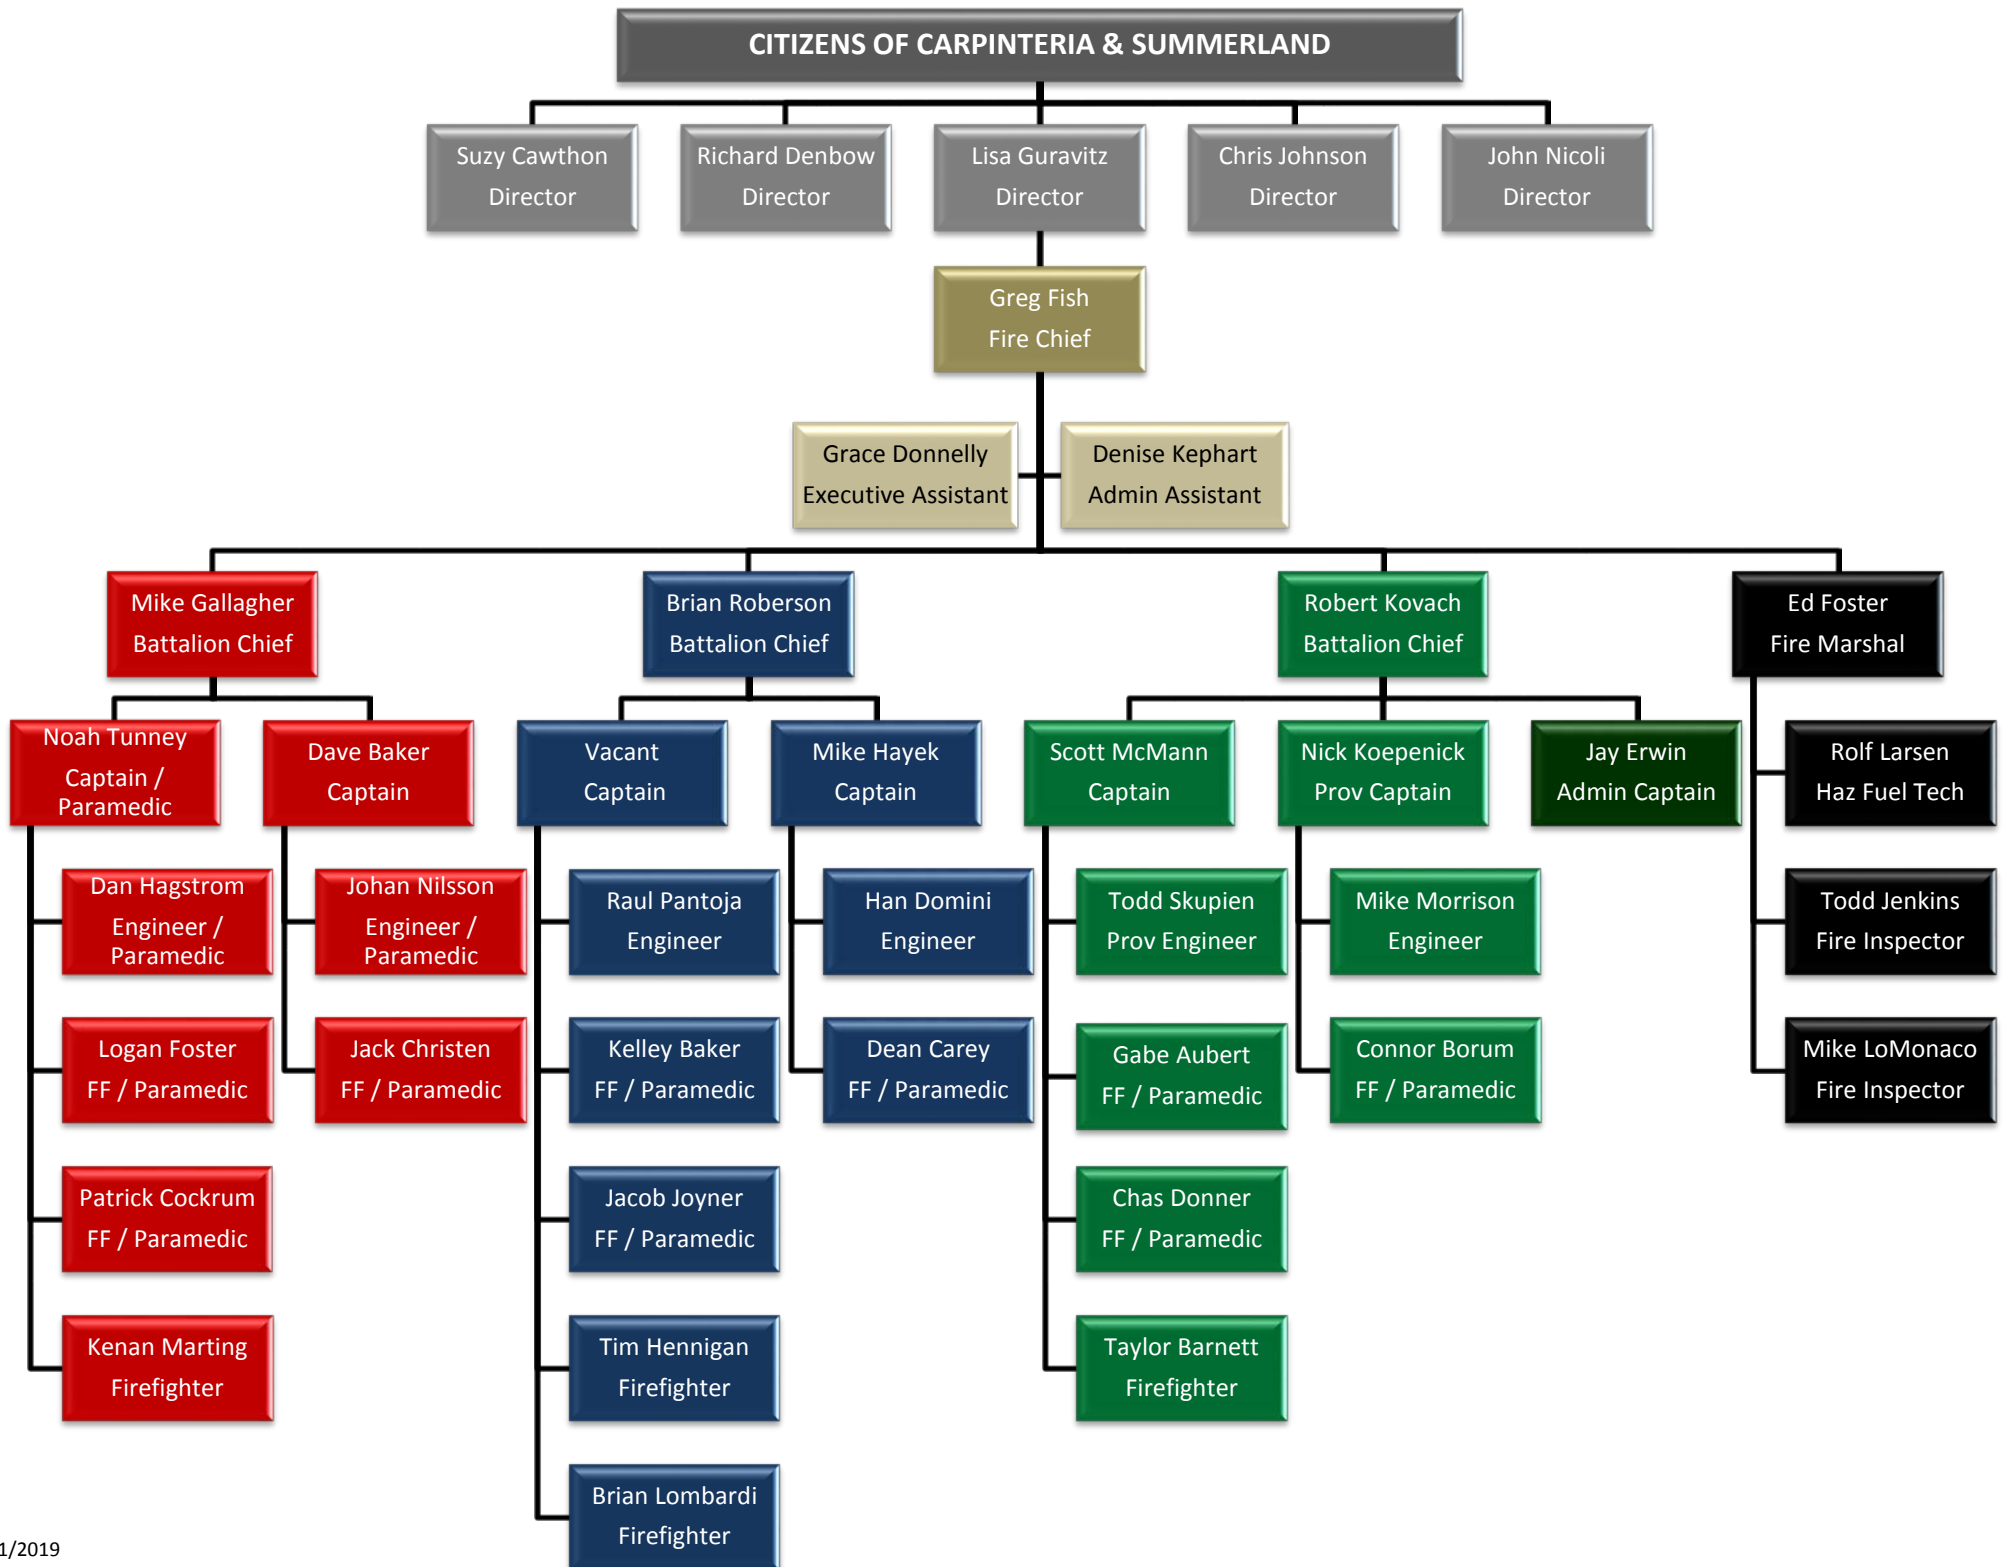 CITIZENS OF CARPINTERIA & SUMMERLAND
Suzy Cawthon
Director
Richard Denbow
Director
Lisa Guravitz
Director
Chris Johnson
Director
John Nicoli
Director
Greg Fish
Fire Chief
Grace Donnelly
Executive Assistant
Denise Kephart
Admin Assistant
Mike Gallagher
Battalion Chief
Brian Roberson
Battalion Chief
Robert Kovach
Battalion Chief
Ed Foster
Fire Marshal
Noah Tunney
Captain /
Paramedic
Dave Baker
Captain
Vacant
Captain
Mike Hayek
Captain
Scott McMann
Captain
Nick Koepenick
Prov Captain
Jay Erwin
Admin Captain
Rolf Larsen
Haz Fuel Tech
Dan Hagstrom
Engineer /
Paramedic
Johan Nilsson
Engineer /
Paramedic
Raul Pantoja
Engineer
Han Domini
Engineer
Todd Skupien
Prov Engineer
Mike Morrison
Engineer
Todd Jenkins
Fire Inspector
Logan Foster
FF / Paramedic
Jack Christen
FF / Paramedic
Kelley Baker
FF / Paramedic
Dean Carey
FF / Paramedic
Gabe Aubert
FF / Paramedic
Connor Borum
FF / Paramedic
Mike LoMonaco
Fire Inspector
Patrick Cockrum
FF / Paramedic
Jacob Joyner
FF / Paramedic
Chas Donner
FF / Paramedic
Kenan Marting
Firefighter
Tim Hennigan
Firefighter
Taylor Barnett
Firefighter
Brian Lombardi
Firefighter
1/2019